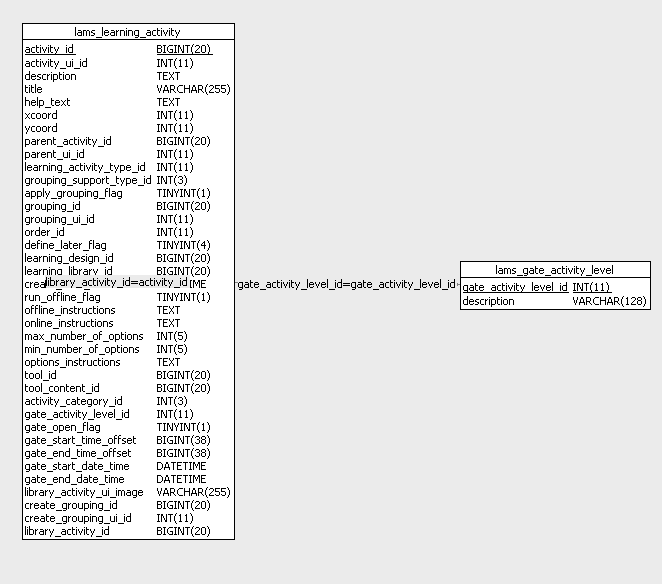 lams_learning_activity
activity_id BIGINT(20)
activity_ui_id INT(11)
description TEXT
title VARCHAR(255)
help_text TEXT
xcoord INT(11)
ycoord INT(11)
parent_activity_id BIGINT(20)
parent_ui_id INT(11)
learning_activity_type_id INT(11)
grouping_support_type_id INT(3)
apply_grouping_flag TINYINT(1)
grouping_id BIGINT(20)
grouping_ui_id INT(11)
order_id INT(11)
define_later_flag TINYINT(4)
learning_design_id BIGINT(20)
learning_library_id BIGINT(20)
library_activity_id=activity_id
gate_activity_level_id=gate_activity_level_id
run_offline_flag TINYINT(1)
offline_instructions TEXT
online_instructions TEXT
max_number_of_options INT(5)
min_number_of_options INT(5)
options_instructions TEXT
tool_id BIGINT(20)
tool_content_id BIGINT(20)
activity_category_id INT(3)
gate_activity_level_id INT(11)
gate_open_flag TINYINT(1)
gate_start_time_offset BIGINT(38)
gate_end_time_offset BIGINT(38)
gate_start_date_time DATETIME
gate_end_date_time DATETIME
library_activity_ui_image VARCHAR(255)
create_grouping_id BIGINT(20)
create_grouping_ui_id INT(11)
library_activity_id BIGINT(20)
lams_gate_activity_level
gate_activity_level_id INT(11)
description VARCHAR(128)